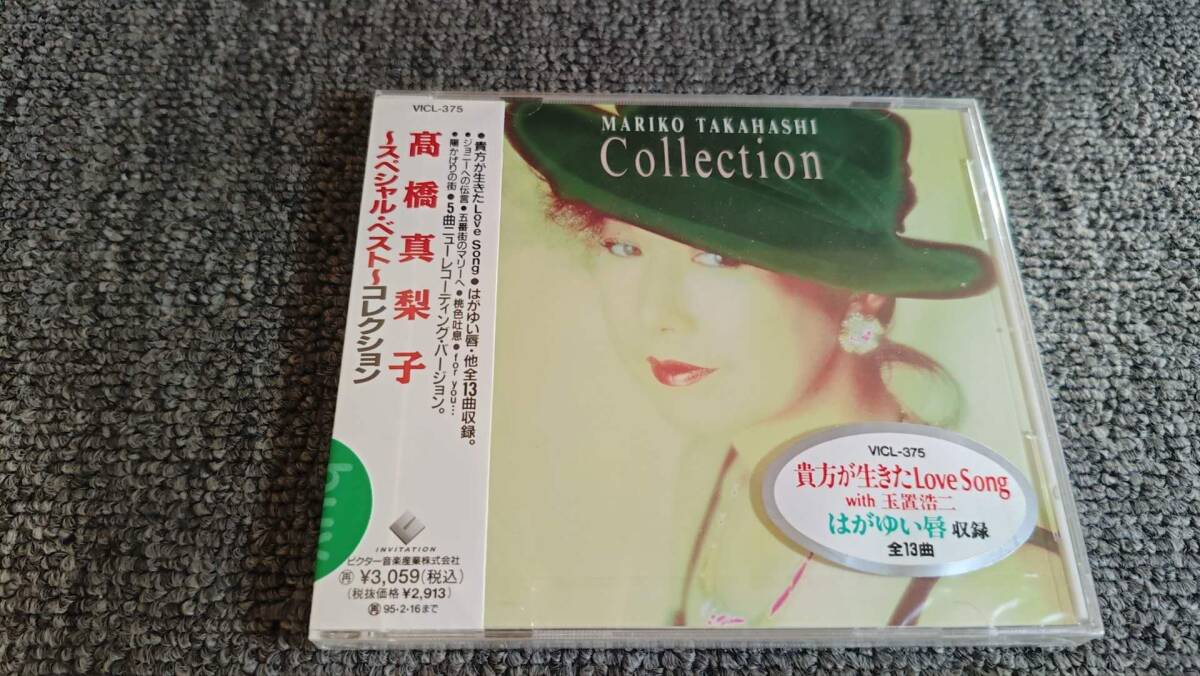 VICL-375
髙橋真梨子
〜スペシャル・ベスト〜コレクション
●貴方が生きたLove Song●はがゆい唇・他全13曲収録。
●ジョニーへの伝言●五番街のマリーへ●桃色吐息●for you…
●陽かげりの街●5曲ニューレコーディング・バージョン。
INVITATION
ビクター音楽産業株式会社
再¥3,059(税込)
(税抜価格¥2,913)
再95・2・16まで
MARIKO TAKAHASHI
Collection
VICL-375
貴方が生きたLove Song
with 玉置浩二
はがゆい唇 収録
全13曲